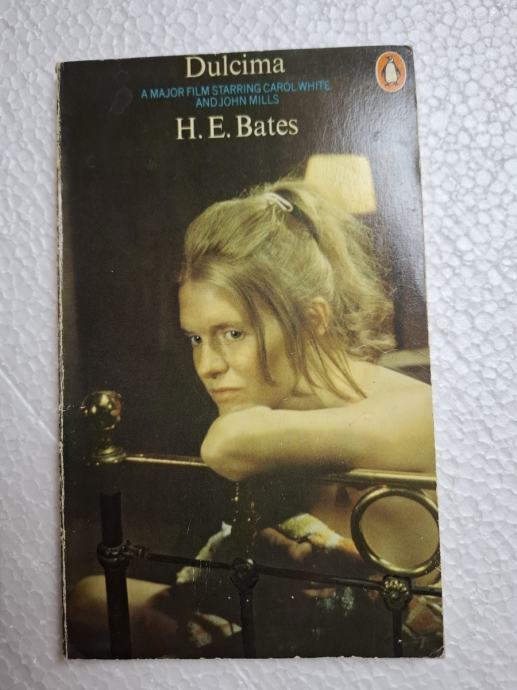 Dulcima
A MAJOR FILM STARRING CAROL WHITE
AND JOHN MILLS
H. E. Bates